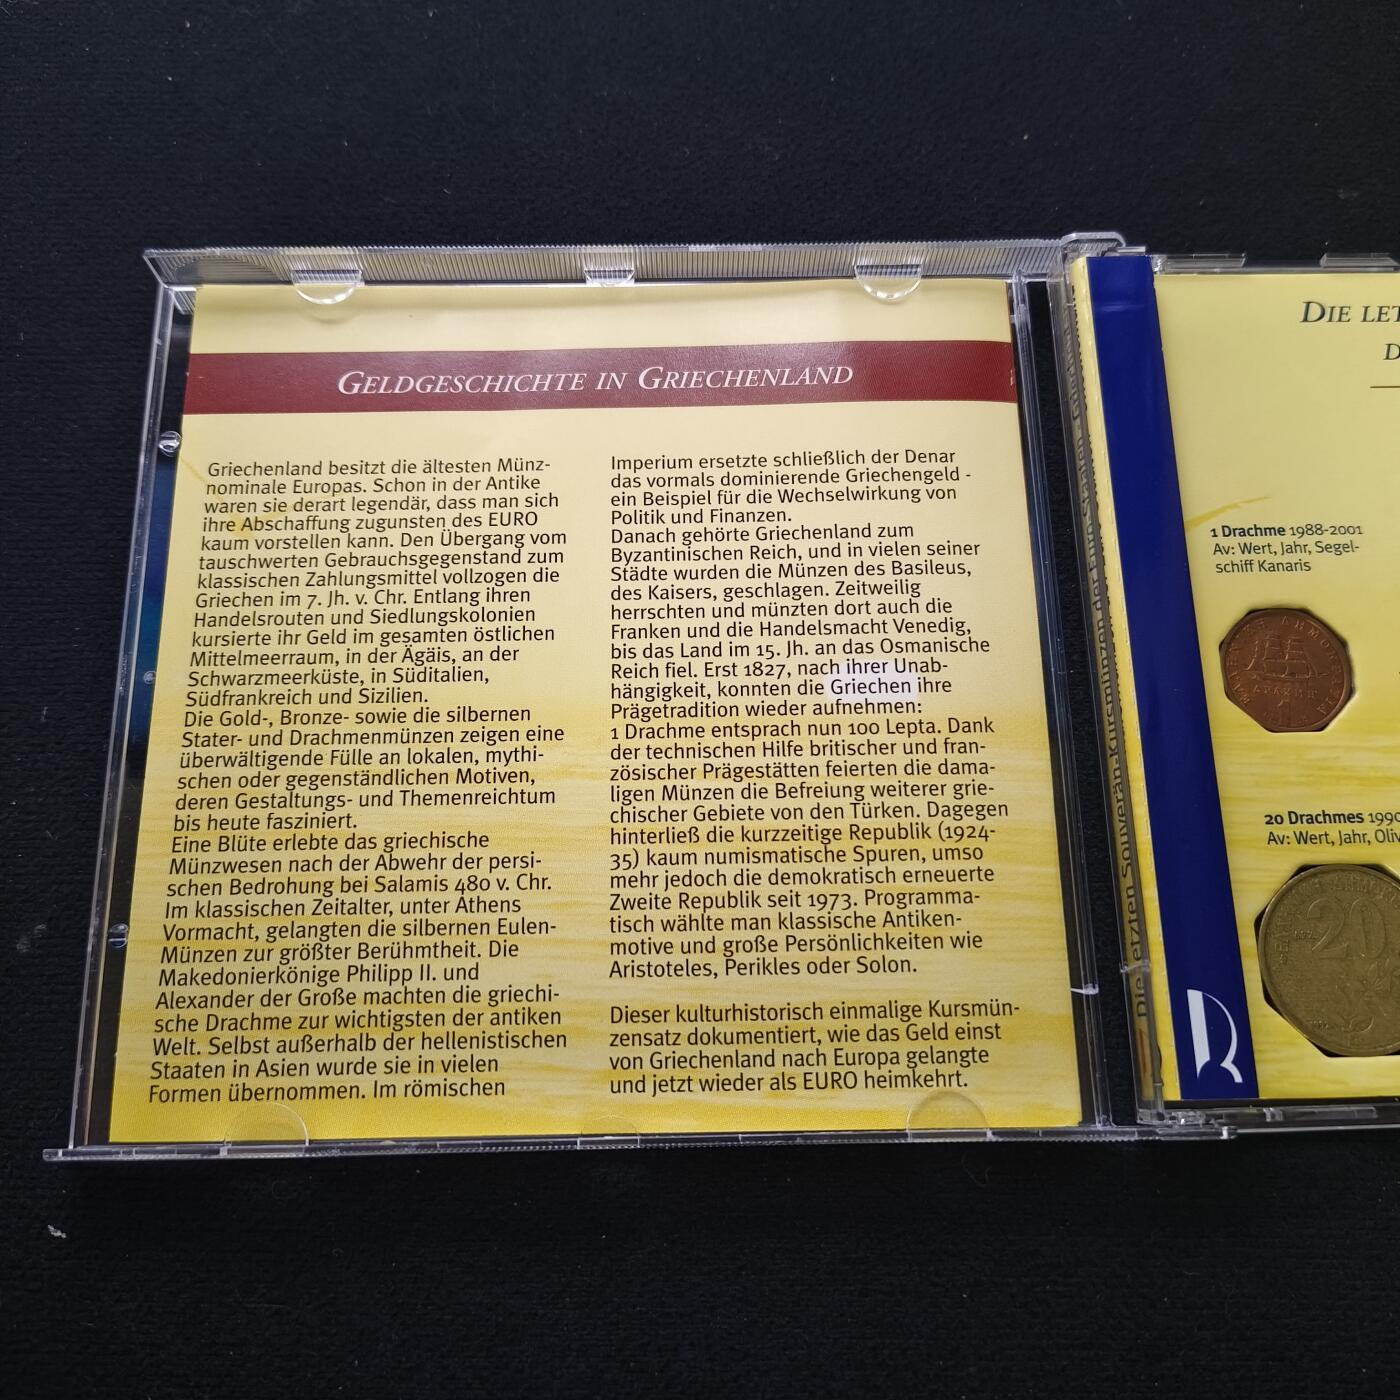 GELDGESCHICHTE IN GRIECHENLAND
Griechenland besitzt die ältesten Münz-
nominale Europas. Schon in der Antike
waren sie derart legendär, dass man sich
ihre Abschaffung zugunsten des EURO
kaum vorstellen kann. Den Übergang vom
tauschwerten Gebrauchsgegenstand zum
klassischen Zahlungsmittel vollzogen die
Griechen im 7. Jh. v. Chr. Entlang ihren
Handelsrouten und Siedlungskolonien
kursierte ihr Geld im gesamten östlichen
Mittelmeerraum, in der Ägäis, an der
Schwarzmeerküste, in Süditalien,
Südfrankreich und Sizilien.
Die Gold-, Bronze- sowie die silbernen
Stater- und Drachmenmünzen zeigen eine
überwältigende Fülle an lokalen, mythi-
schen oder gegenständlichen Motiven,
deren Gestaltungs- und Themenreichtum
bis heute fasziniert.
Eine Blüte erlebte das griechische
Münzwesen nach der Abwehr der persi-
schen Bedrohung bei Salamis 480 v. Chr.
Im klassischen Zeitalter, unter Athens
Vormacht, gelangten die silbernen Eulen-
Münzen zur größter Berühmtheit. Die
Makedonierkönige Philipp II. und
Alexander der Große machten die griechi-
sche Drachme zur wichtigsten der antiken
Welt. Selbst außerhalb der hellenistischen
Staaten in Asien wurde sie in vielen
Formen übernommen. Im römischen
Imperium ersetzte schließlich der Denar
das vormals dominierende Griechengeld -
ein Beispiel für die Wechselwirkung von
Politik und Finanzen.
Danach gehörte Griechenland zum
Byzantinischen Reich, und in vielen seiner
Städte wurden die Münzen des Basileus,
des Kaisers, geschlagen. Zeitweilig
herrschten und münzten dort auch die
Franken und die Handelsmacht Venedig,
bis das Land im 15. Jh. an das Osmanische
Reich fiel. Erst 1827, nach ihrer Unab-
hängigkeit, konnten die Griechen ihre
Prägetradition wieder aufnehmen:
1 Drachme entsprach nun 100 Lepta. Dank
der technischen Hilfe britischer und fran-
zösischer Prägestätten feierten die dama-
ligen Münzen die Befreiung weiterer grie-
chischer Gebiete von den Türken. Dagegen
hinterließ die kurzzeitige Republik (1924-
35) kaum numismatische Spuren, umso
mehr jedoch die demokratisch erneuerte
Zweite Republik seit 1973. Programma-
tisch wählte man klassische Antiken-
motive und große Persönlichkeiten wie
Aristoteles, Perikles oder Solon.
Dieser kulturhistorisch einmalige Kursmün-
zensatz dokumentiert, wie das Geld einst
von Griechenland nach Europa gelangte
und jetzt wieder als EURO heimkehrt.
Die letzten Souverän-Kursmünzen der Euro-Staaten
DIE LET
D
1 Drachme 1988-2001
Av: Wert, Jahr, Segel-
schiff Kanaris
ΔΡΑΧΜΗ
1
20 Drachmes 1990
Av: Wert, Jahr, Oliv
20